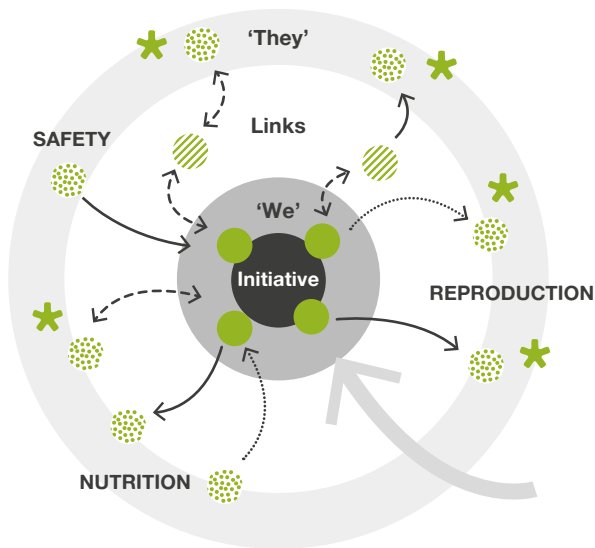 ‘They’
Links
SAFETY
‘We’
Initiative
REPRODUCTION
NUTRITION